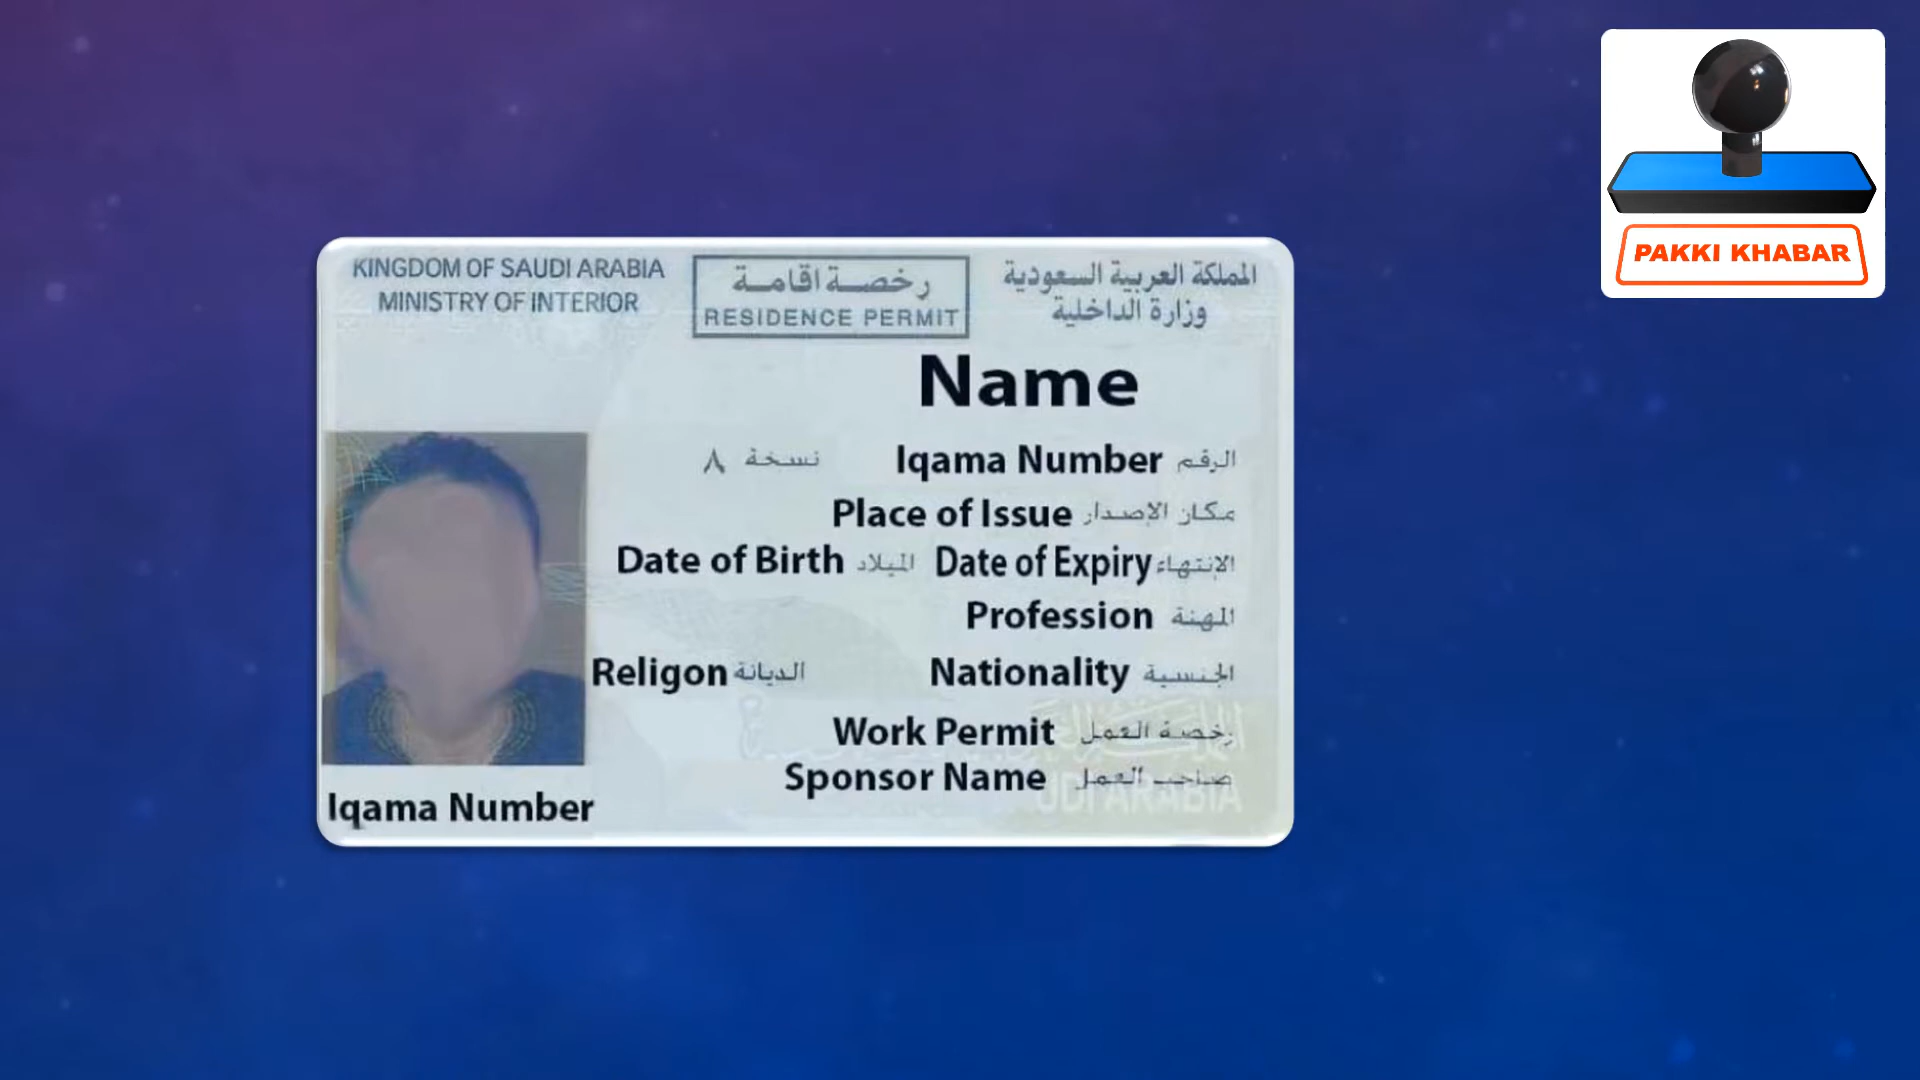 KINGDOM OF SAUDI ARABIA
MINISTRY OF INTERIOR
رخصة اقامة
RESIDENCE PERMIT
المملكة العربية السعودية
وزارة الداخلية
PAKKI KHABAR
Name
الرقم Iqama Number نسخة ٨
مكان الإصدار Place of Issue
الإنتهاء Date of Expiry الميلاد Date of Birth
المهنة Profession
الجنسية Nationality الديانة Religon
رخصة العمل Work Permit
صاحب العمل Sponsor Name
Iqama Number